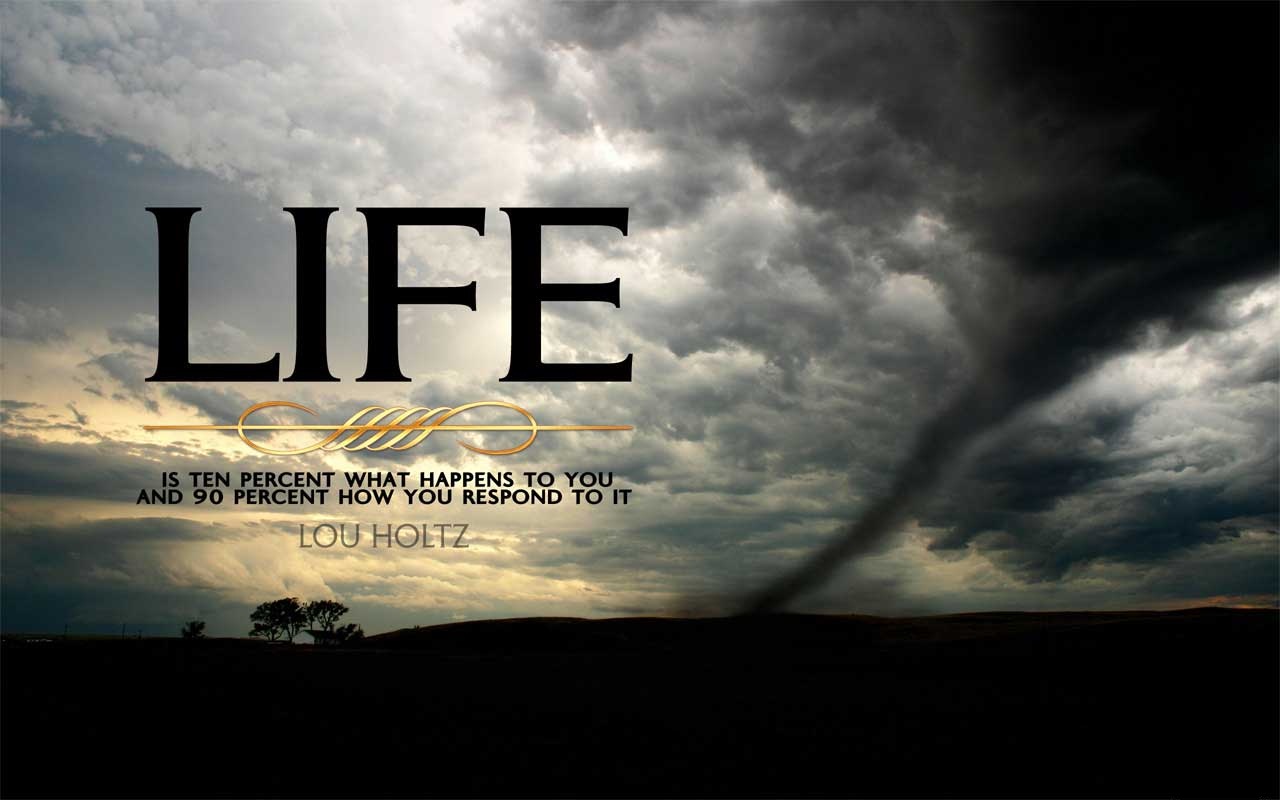 LIFE
IS TEN PERCENT WHAT HAPPENS TO YOU
AND 90 PERCENT HOW YOU RESPOND TO IT
LOU HOLTZ